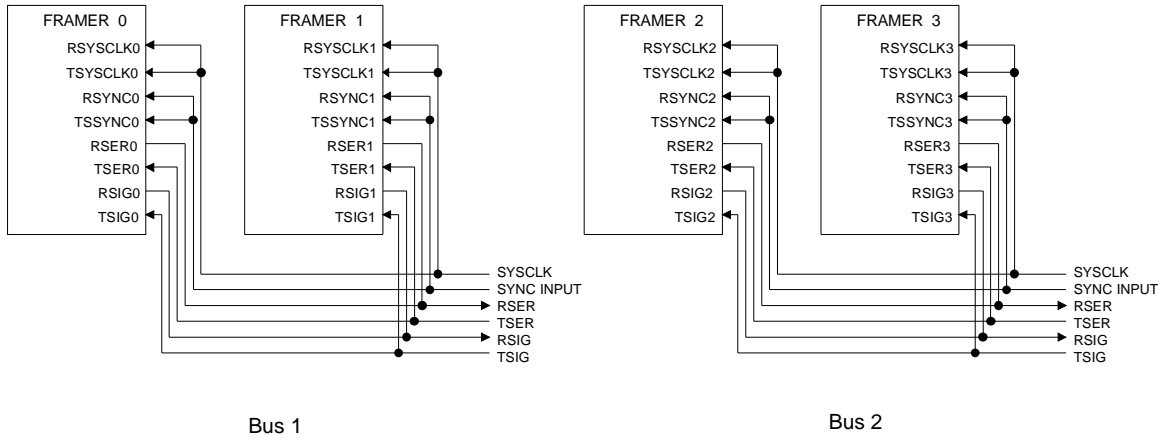 FRAMER 0
RSYSCLK0
TSYSCLK0
RSYNC0
TSSYNC0
RSER0
TSER0
RSIG0
TSIG0
FRAMER 1
RSYSCLK1
TSYSCLK1
RSYNC1
TSSYNC1
RSER1
TSER1
RSIG1
TSIG1
SYSCLK
SYNC INPUT
RSER
TSER
RSIG
TSIG
Bus 1
FRAMER 2
RSYSCLK2
TSYSCLK2
RSYNC2
TSSYNC2
RSER2
TSER2
RSIG2
TSIG2
FRAMER 3
RSYSCLK3
TSYSCLK3
RSYNC3
TSSYNC3
RSER3
TSER3
RSIG3
TSIG3
SYSCLK
SYNC INPUT
RSER
TSER
RSIG
TSIG
Bus 2